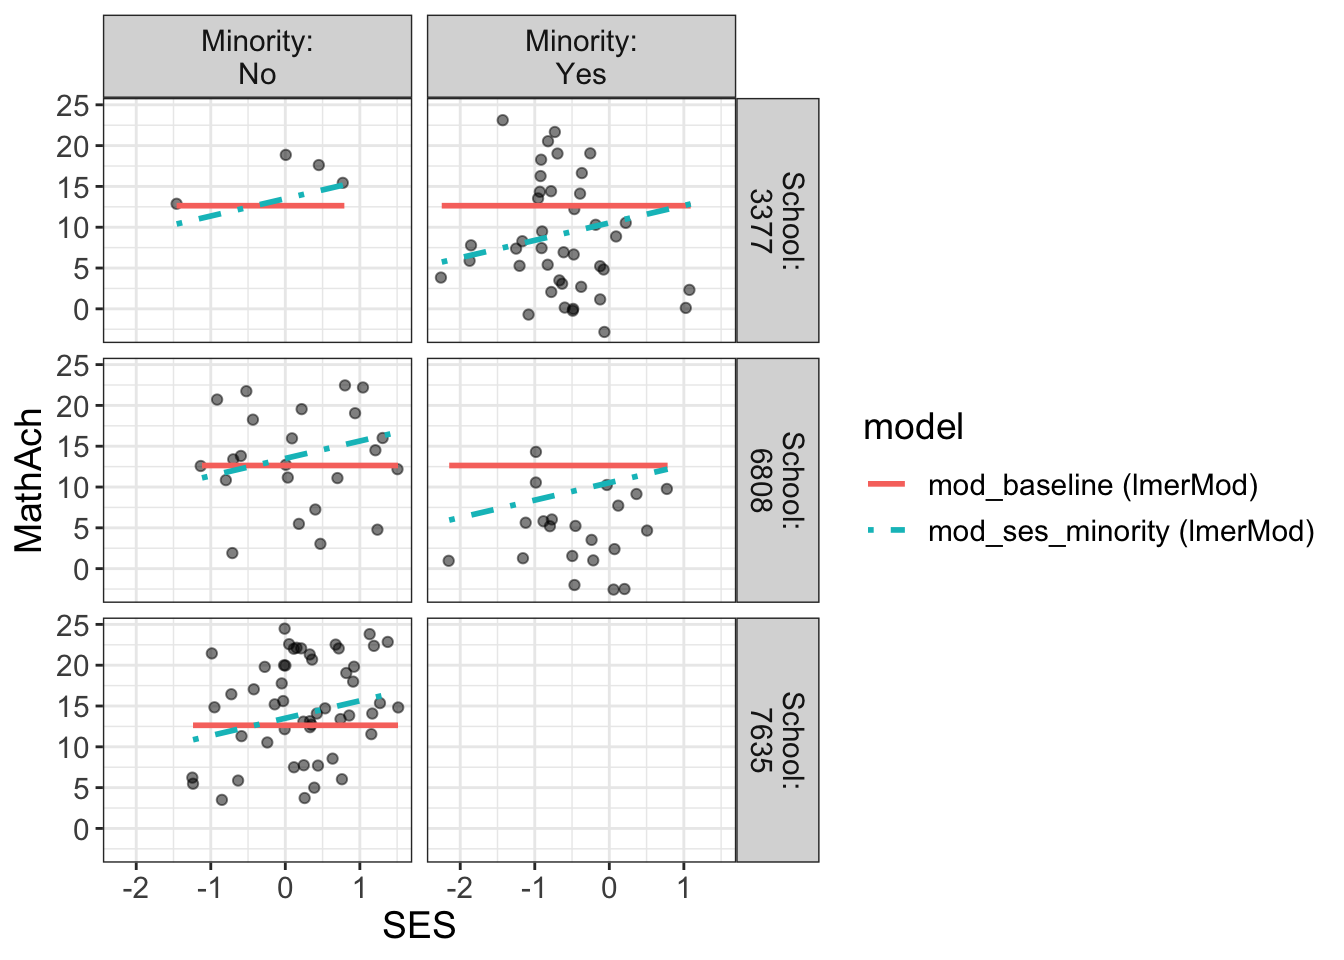 Minority:
No
Minority:
Yes
25
20
15
10
5
0
School:
3377
25
20
15
10
5
0
School:
6808
25
20
15
10
5
0
School:
7635
-2
-1
0
1
-2
-1
0
1
SES
MathAch
model
mod_baseline (lmerMod)
mod_ses_minority (lmerMod)